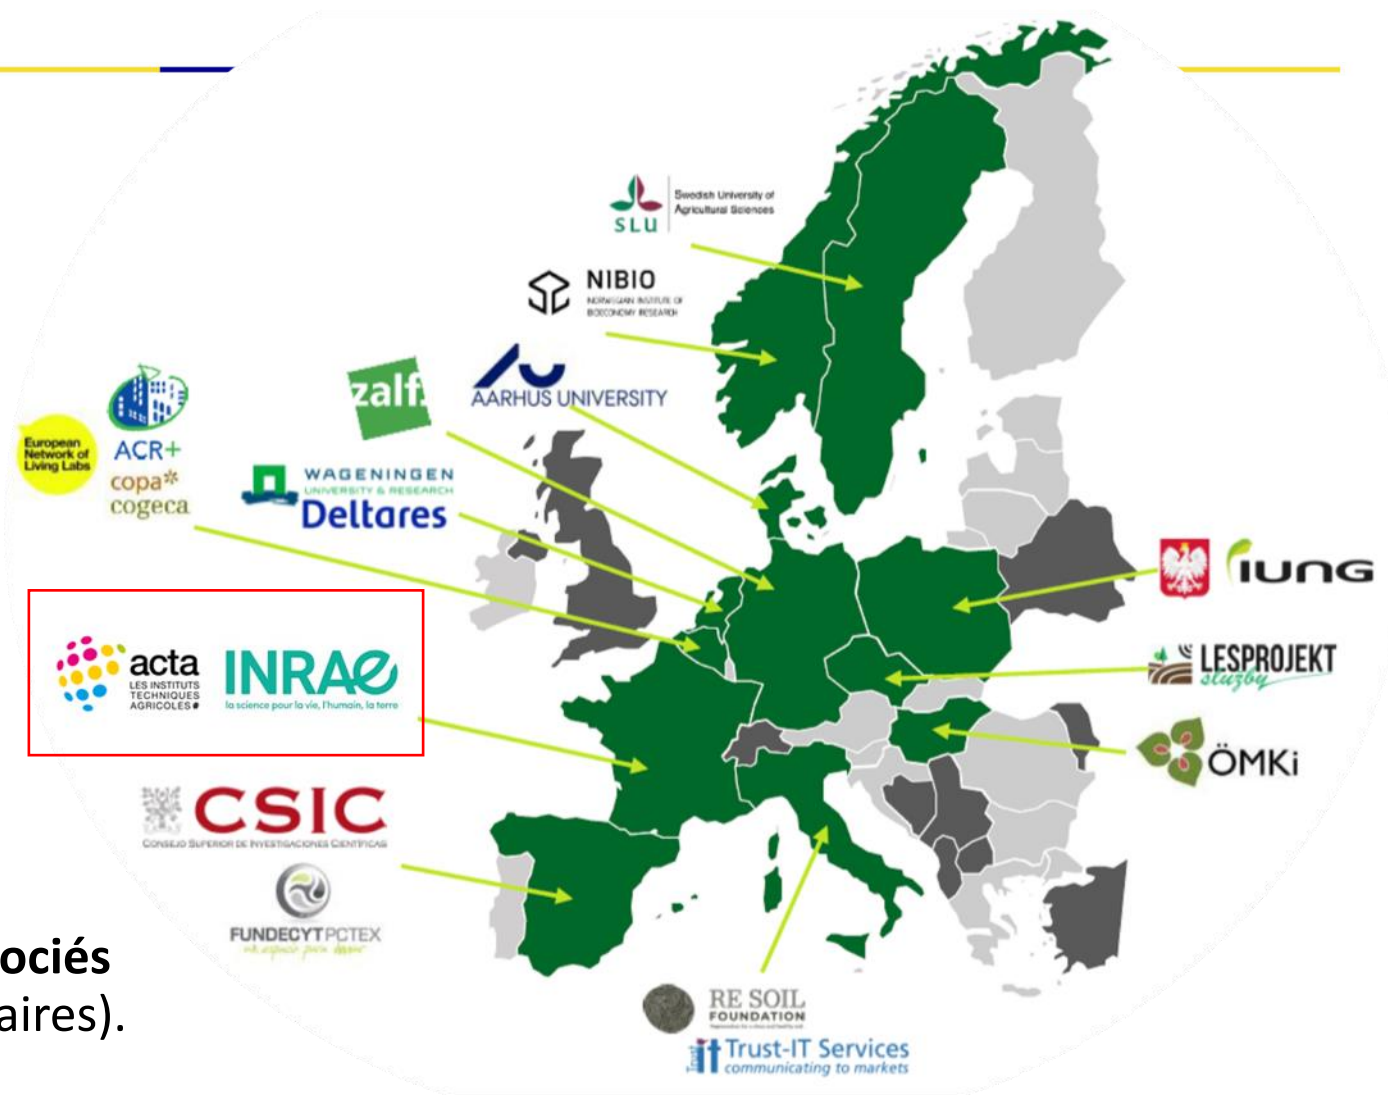 SLU
Swedish University of
Agricultural Sciences
NIBIO
NORWEGIAN INSTITUTE OF
BIOECONOMY RESEARCH
AARHUS UNIVERSITY
zalf.
European
Network of
Living Labs
ACR+
copa*
cogeca
WAGENINGEN
UNIVERSITY & RESEARCH
Deltares
IUNG
acta
LES INSTITUTS
TECHNIQUES
AGRICOLES
INRAE
la science pour la vie, l'humain, la terre
LESPROJEKT
služby
ÖMKi
CSIC
CONSEJO SUPERIOR DE INVESTIGACIONES CIENTÍFICAS
FUNDECYTPCTEX
ociés
aires).
RE SOIL
FOUNDATION
Trust-IT Services
communicating to markets